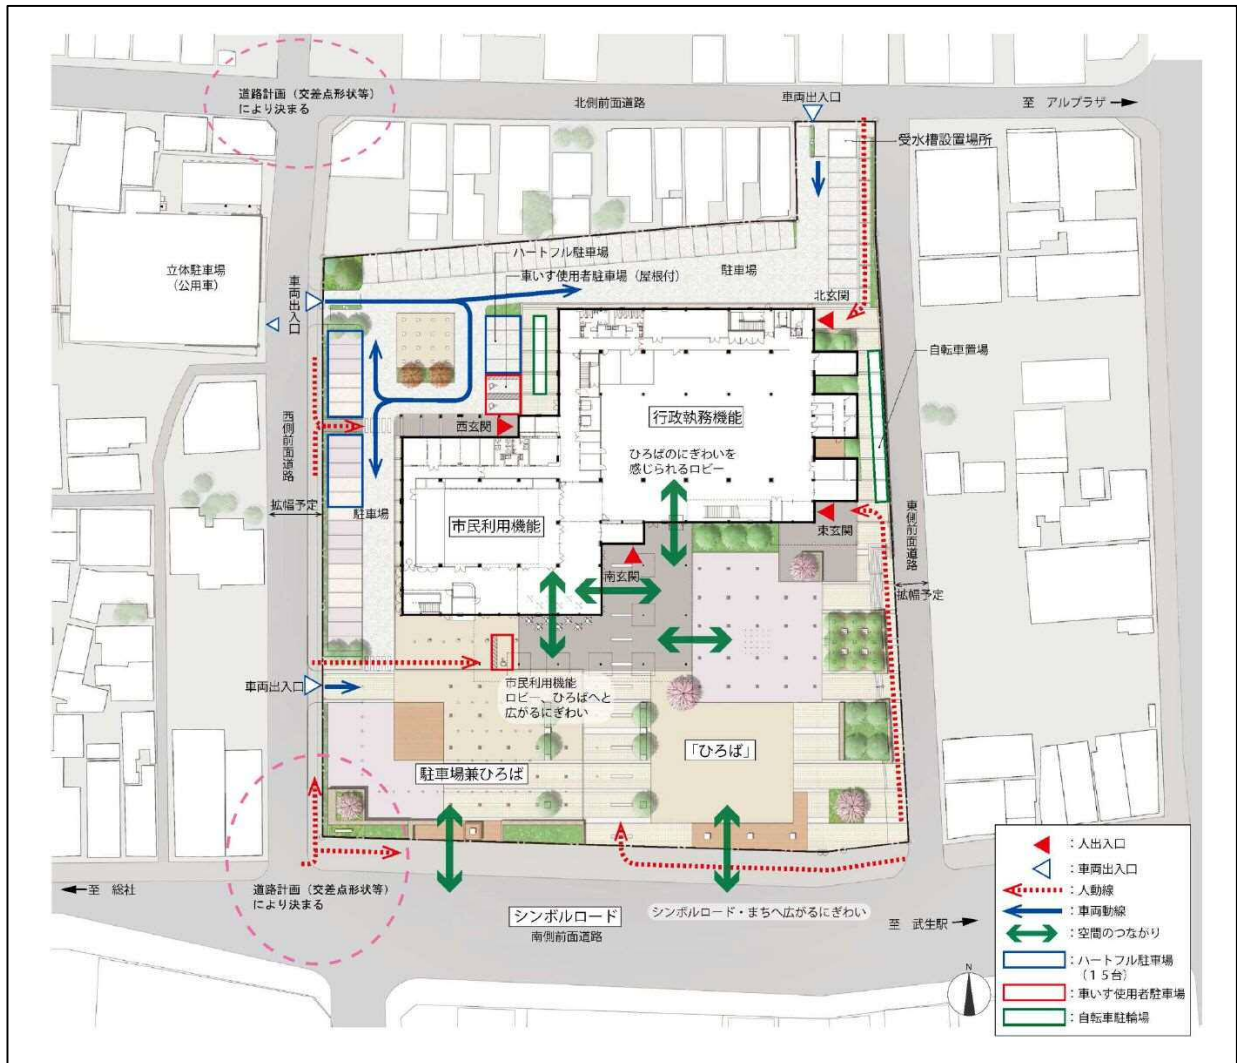 道路計画（交差点形状等）
により決まる
北側前面道路
車両出入口
至 アルプラザ
受水槽設置場所
ハートフル駐車場
車いす使用者駐車場（屋根付）
駐車場
立体駐車場
（公用車）
車両出入口
北玄関
自転車置場
行政執務機能
西玄関
ひろばのにぎわいを
感じられるロビー
西側前面道路
拡幅予定
駐車場
市民利用機能
東玄関
東側前面道路
南玄関
拡幅予定
車両出入口
市民利用機能
ロビー、ひろばへと
広がるにぎわい
「ひろば」
駐車場兼ひろば
至 総社
道路計画（交差点形状等）
により決まる
シンボルロード
南側前面道路
シンボルロード・まちへ広がるにぎわい
至 武生駅
N
：人出入口
：車両出入口
：人動線
：車両動線
：空間のつながり
：ハートフル駐車場
（１５台）
：車いす使用者駐車場
：自転車駐輪場